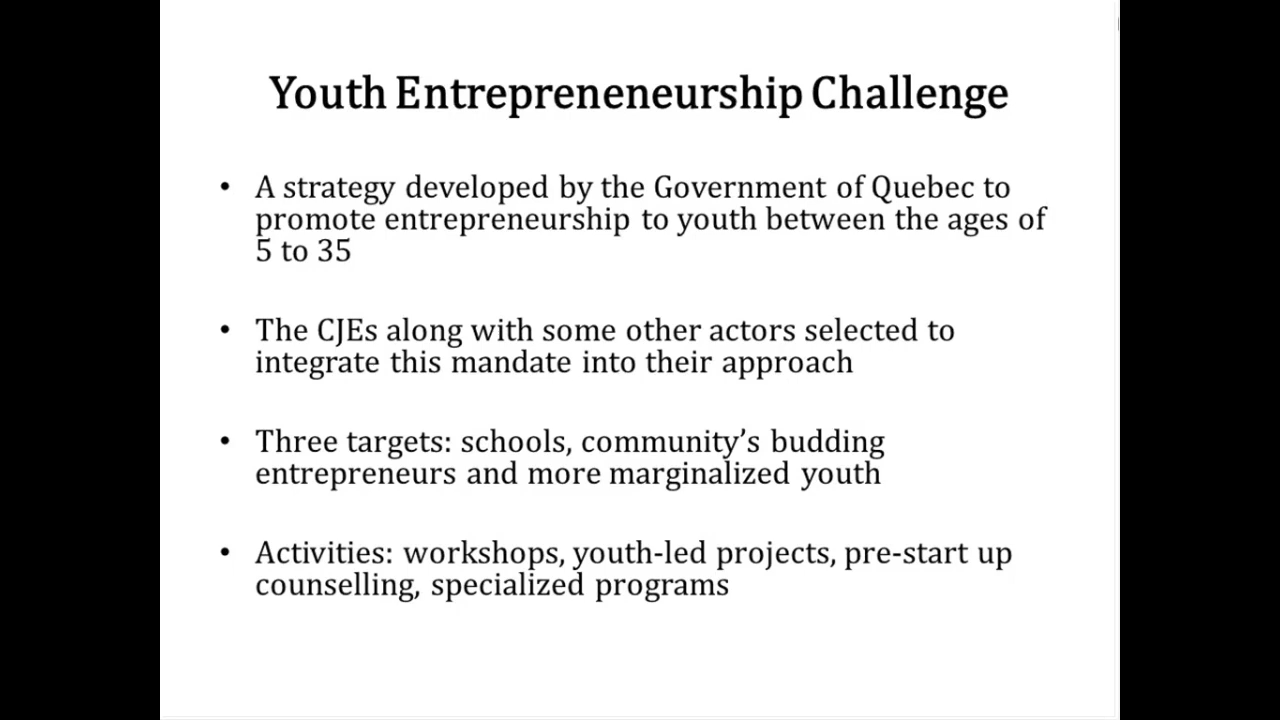 Youth Entrepreneneurship Challenge
• A strategy developed by the Government of Quebec to
promote entrepreneurship to youth between the ages of
5 to 35
• The CJEs along with some other actors selected to
integrate this mandate into their approach
• Three targets: schools, community’s budding
entrepreneurs and more marginalized youth
• Activities: workshops, youth-led projects, pre-start up
counselling, specialized programs